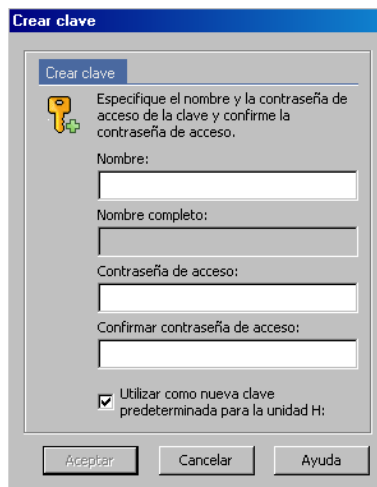 Crear clave
Crear clave
Especifique el nombre y la contraseña de
acceso de la clave y confirme la
contraseña de acceso.
Nombre:
Nombre completo:
Contraseña de acceso:
Confirmar contraseña de acceso:
Utilizar como nueva clave
predeterminada para la unidad H:
Aceptar Cancelar Ayuda